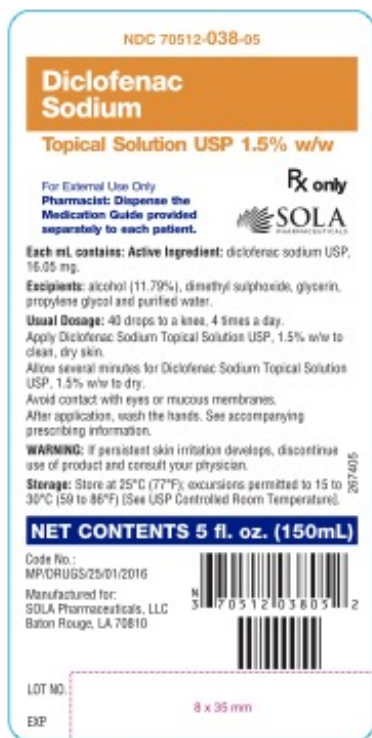 NDC 70512-038-05
Diclofenac
Sodium
Topical Solution USP 1.5% w/w
For External Use Only
Pharmacist: Dispense the
Medication Guide provided
separately to each patient.
Rx only
SOLA
PHARMACEUTICALS
Each mL contains: Active Ingredient: diclofenac sodium USP,
16.05 mg.
Excipients: alcohol (11.79%), dimethyl sulphoxide, glycerin,
propylene glycol and purified water.
Usual Dosage: 40 drops to a knee, 4 times a day.
Apply Diclofenac Sodium Topical Solution USP, 1.5% w/w to
clean, dry skin.
Allow several minutes for Diclofenac Sodium Topical Solution
USP, 1.5% w/w to dry.
Avoid contact with eyes or mucous membranes.
After application, wash the hands. See accompanying
prescribing information.
WARNING: If persistent skin irritation develops, discontinue
use of product and consult your physician.
Storage: Store at 25°C (77°F); excursions permitted to 15 to
30°C (59 to 86°F) [See USP Controlled Room Temperature].
267405
NET CONTENTS 5 fl. oz. (150mL)
Code No.:
MP/DRUGS/25/01/2016
Manufactured for:
SOLA Pharmaceuticals, LLC
Baton Rouge, LA 70810
N
3 70512 03805 2
LOT NO.
EXP
8 x 35 mm